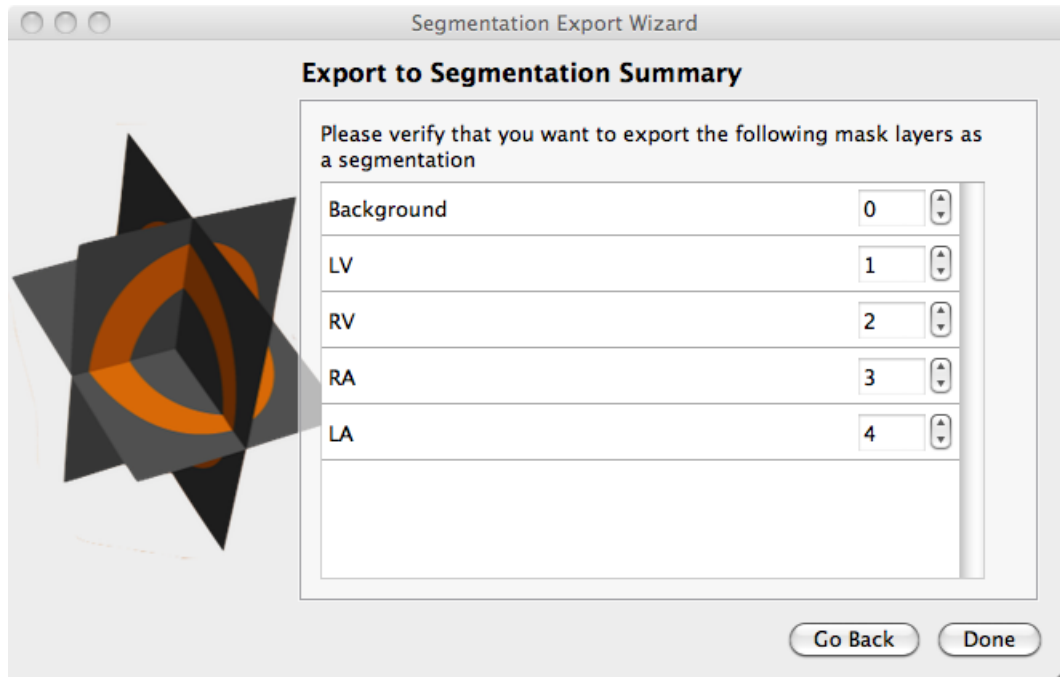 Segmentation Export Wizard
Export to Segmentation Summary
Please verify that you want to export the following mask layers as
a segmentation
Background 0
LV 1
RV 2
RA 3
LA 4
Go Back Done